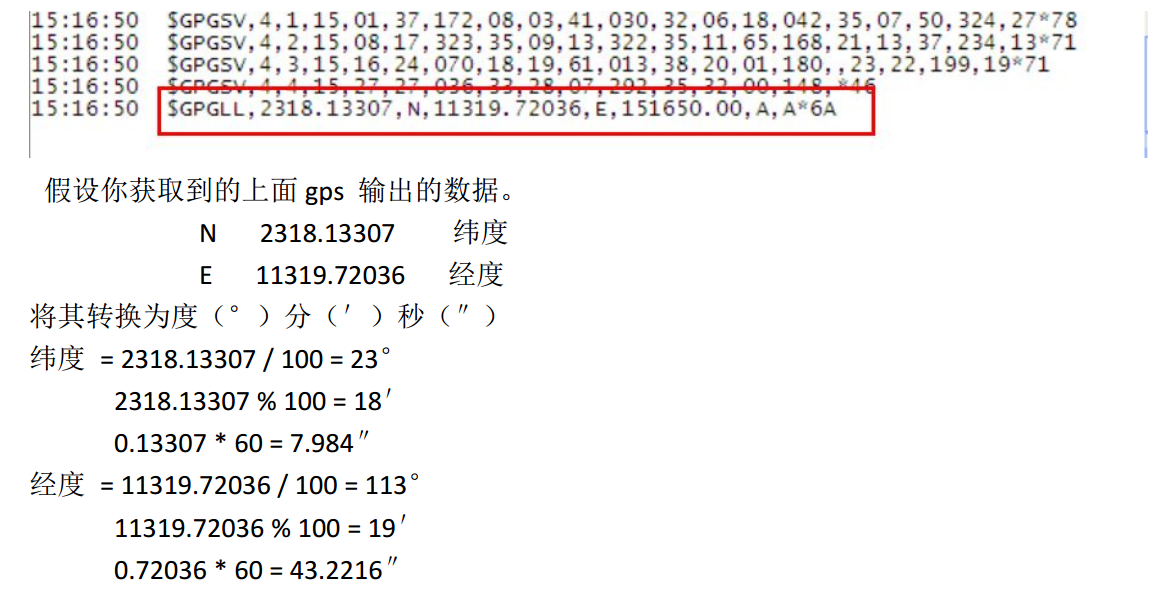 15:16:50 $GPGSV,4,1,15,01,37,172,08,03,41,030,32,06,18,042,35,07,50,324,27*78
15:16:50 $GPGSV,4,2,15,08,17,323,35,09,13,322,35,11,65,168,21,13,37,234,13*71
15:16:50 $GPGSV,4,3,15,16,24,070,18,19,61,013,38,20,01,180,,23,22,199,19*71
15:16:50 $GPGSV,4,4,15,27,27,036,33,28,07,292,35,32,00,148,*46
15:16:50 $GPGLL,2318.13307,N,11319.72036,E,151650.00,A,A*6A
假设你获取到的上面 gps 输出的数据。
N 2318.13307 纬度
E 11319.72036 经度
将其转换为度（°）分（′）秒（″）
纬度 = 2318.13307 / 100 = 23°
2318.13307 % 100 = 18′
0.13307 * 60 = 7.984″
经度 = 11319.72036 / 100 = 113°
11319.72036 % 100 = 19′
0.72036 * 60 = 43.2216″